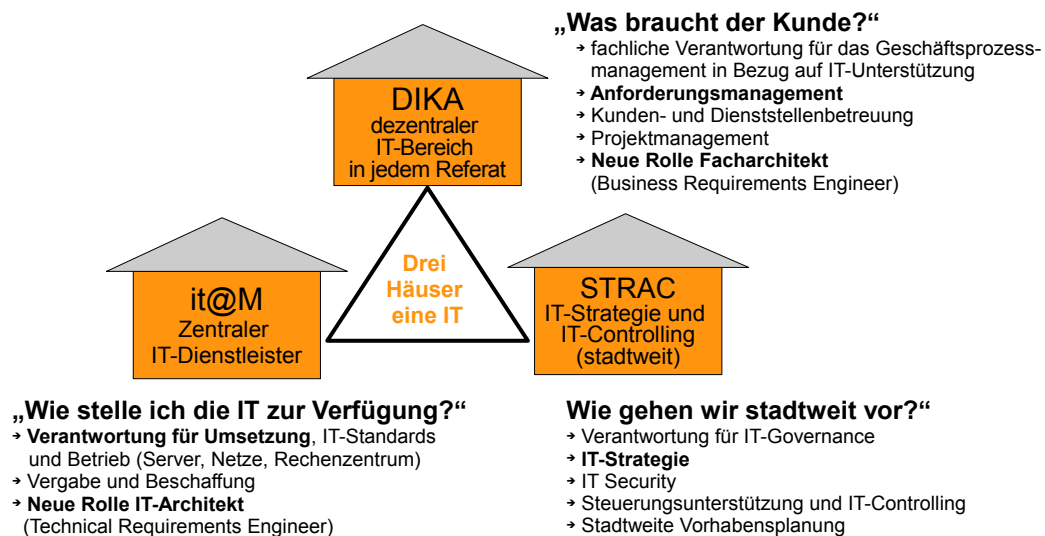 „Was braucht der Kunde?“
➔ fachliche Verantwortung für das Geschäftsprozess-
management in Bezug auf IT-Unterstützung
➔ Anforderungsmanagement
➔ Kunden- und Dienststellenbetreuung
➔ Projektmanagement
➔ Neue Rolle Facharchitekt
(Business Requirements Engineer)
DIKA
dezentraler
IT-Bereich
in jedem Referat
Drei
Häuser
eine IT
it@M
Zentraler
IT-Dienstleister
STRAC
IT-Strategie und
IT-Controlling
(stadtweit)
„Wie stelle ich die IT zur Verfügung?“
➔ Verantwortung für Umsetzung, IT-Standards
und Betrieb (Server, Netze, Rechenzentrum)
➔ Vergabe und Beschaffung
➔ Neue Rolle IT-Architekt
(Technical Requirements Engineer)
Wie gehen wir stadtweit vor?“
➔ Verantwortung für IT-Governance
➔ IT-Strategie
➔ IT Security
➔ Steuerungsunterstützung und IT-Controlling
➔ Stadtweite Vorhabensplanung